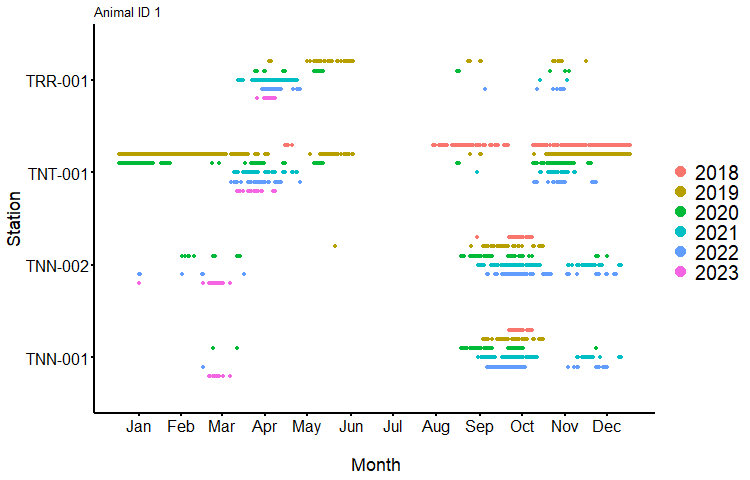 Animal ID 1
TRR-001
TNT-001
TNN-002
TNN-001
Station
Jan Feb Mar Apr May Jun Jul Aug Sep Oct Nov Dec
Month
2018
2019
2020
2021
2022
2023